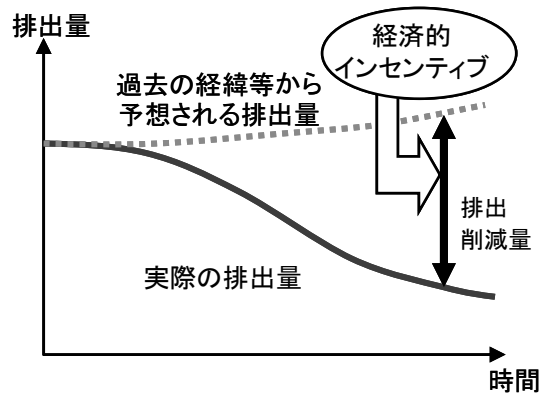 排出量
経済的
インセンティブ
過去の経緯等から
予想される排出量
排出
削減量
実際の排出量
時間